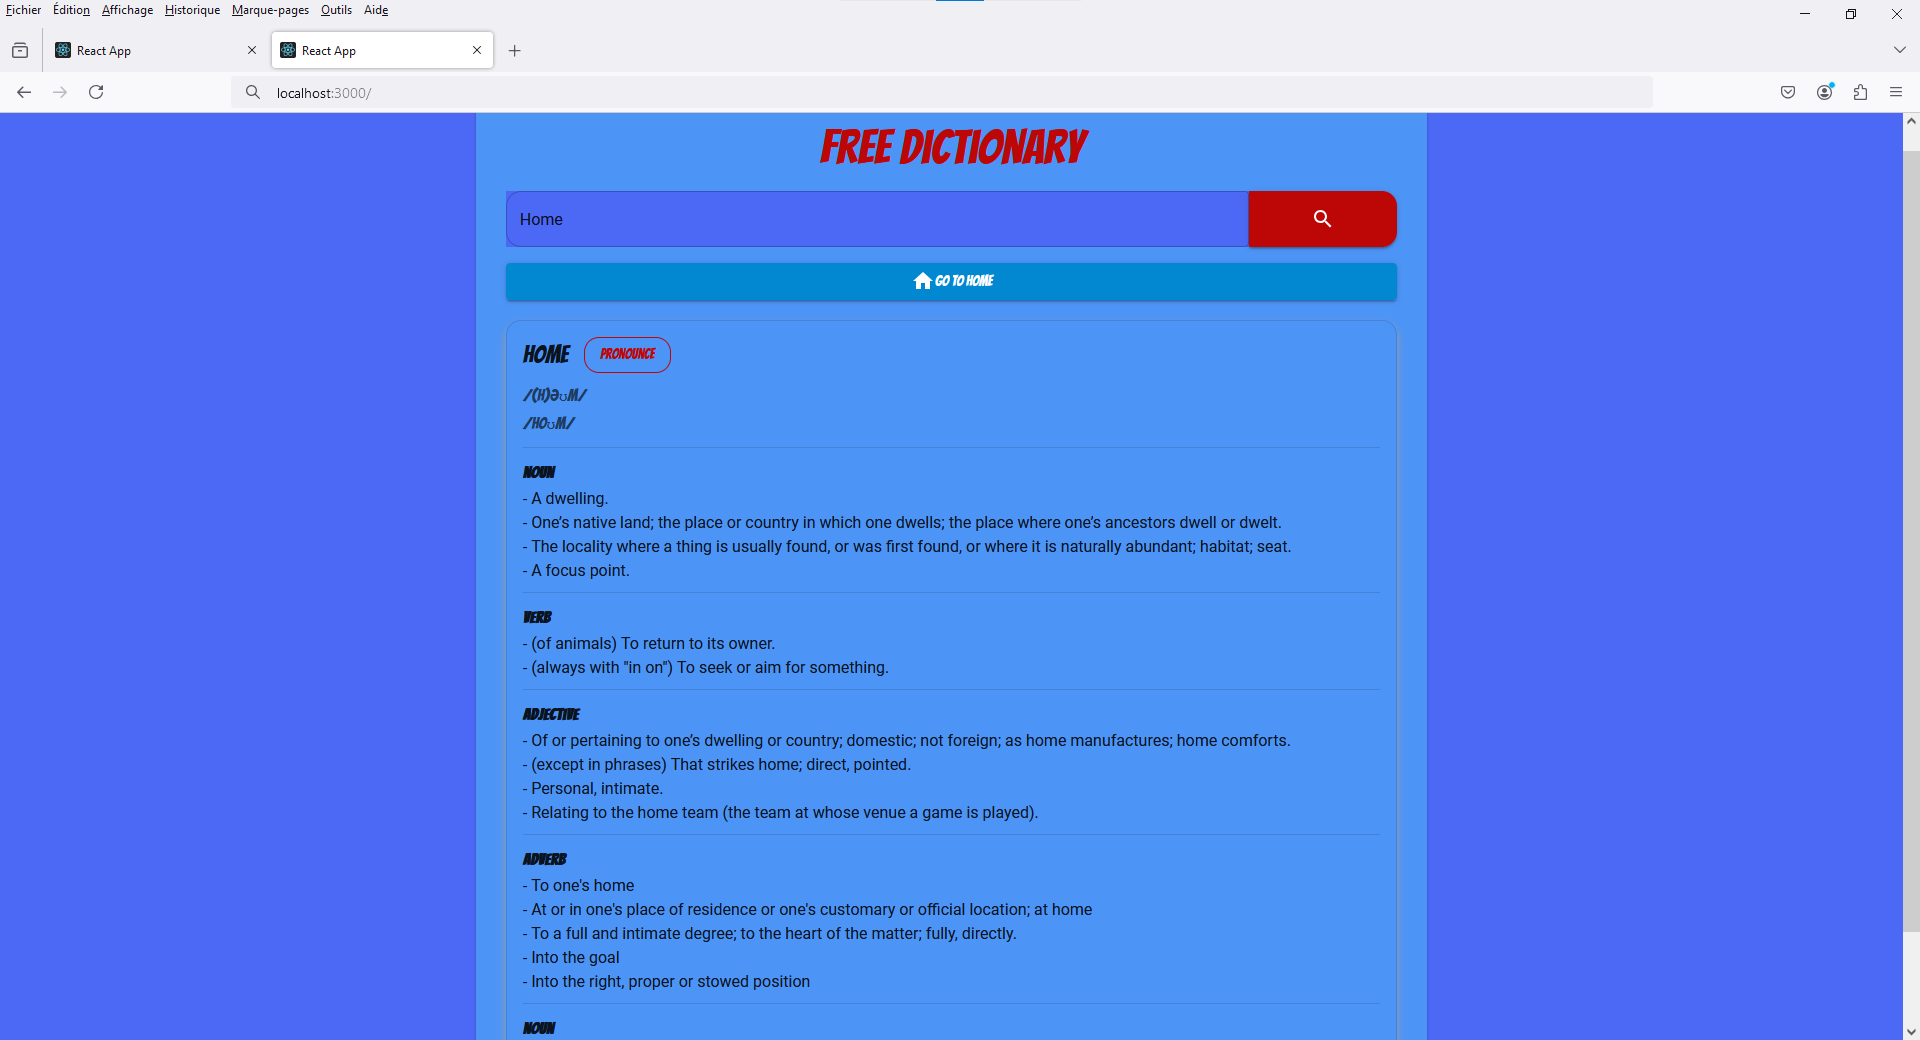 Fichier Édition Affichage Historique Marque-pages Outils Aide
React App
React App
localhost:3000/
FREE DICTIONARY
Home
GO TO HOME
HOME
PRONOUNCE
/(H)ƏʊM/
/HOʊM/
NOUN
- A dwelling.
- One’s native land; the place or country in which one dwells; the place where one’s ancestors dwell or dwelt.
- The locality where a thing is usually found, or was first found, or where it is naturally abundant; habitat; seat.
- A focus point.
VERB
- (of animals) To return to its owner.
- (always with "in on") To seek or aim for something.
ADJECTIVE
- Of or pertaining to one’s dwelling or country; domestic; not foreign; as home manufactures; home comforts.
- (except in phrases) That strikes home; direct, pointed.
- Personal, intimate.
- Relating to the home team (the team at whose venue a game is played).
ADVERB
- To one's home
- At or in one's place of residence or one's customary or official location; at home
- To a full and intimate degree; to the heart of the matter; fully, directly.
- Into the goal
- Into the right, proper or stowed position
NOUN